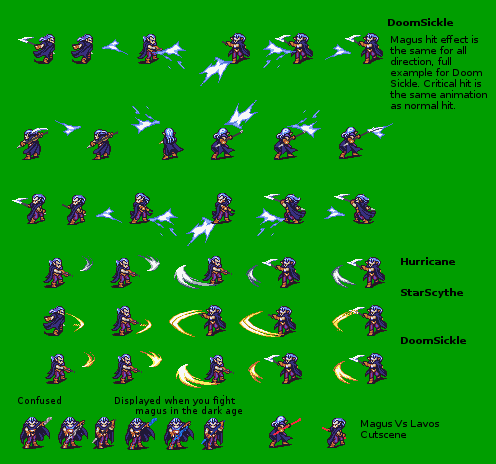 DoomSickle
Magus hit effect is
the same for all
direction, full
example for Doom
Sickle. Critical hit is
the same animation
as normal hit.
Hurricane
StarScythe
DoomSickle
Confused
Displayed when you fight
magus in the dark age
Magus Vs Lavos
Cutscene